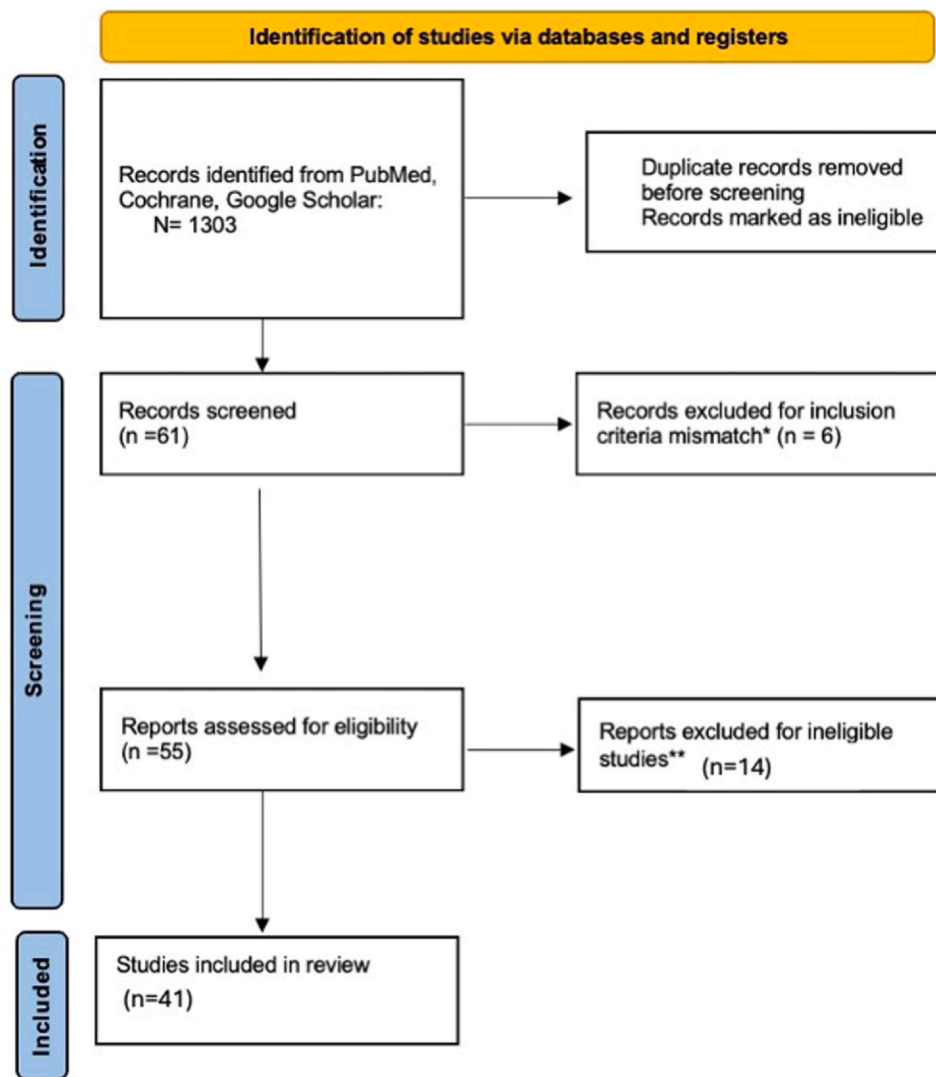 Identification of studies via databases and registers
Identification
Records identified from PubMed,
Cochrane, Google Scholar:
N= 1303
Duplicate records removed
before screening
Records marked as ineligible
Screening
Records screened
(n =61)
Records excluded for inclusion
criteria mismatch* (n = 6)
Reports assessed for eligibility
(n =55)
Reports excluded for ineligible
studies** (n=14)
Included
Studies included in review
(n=41)